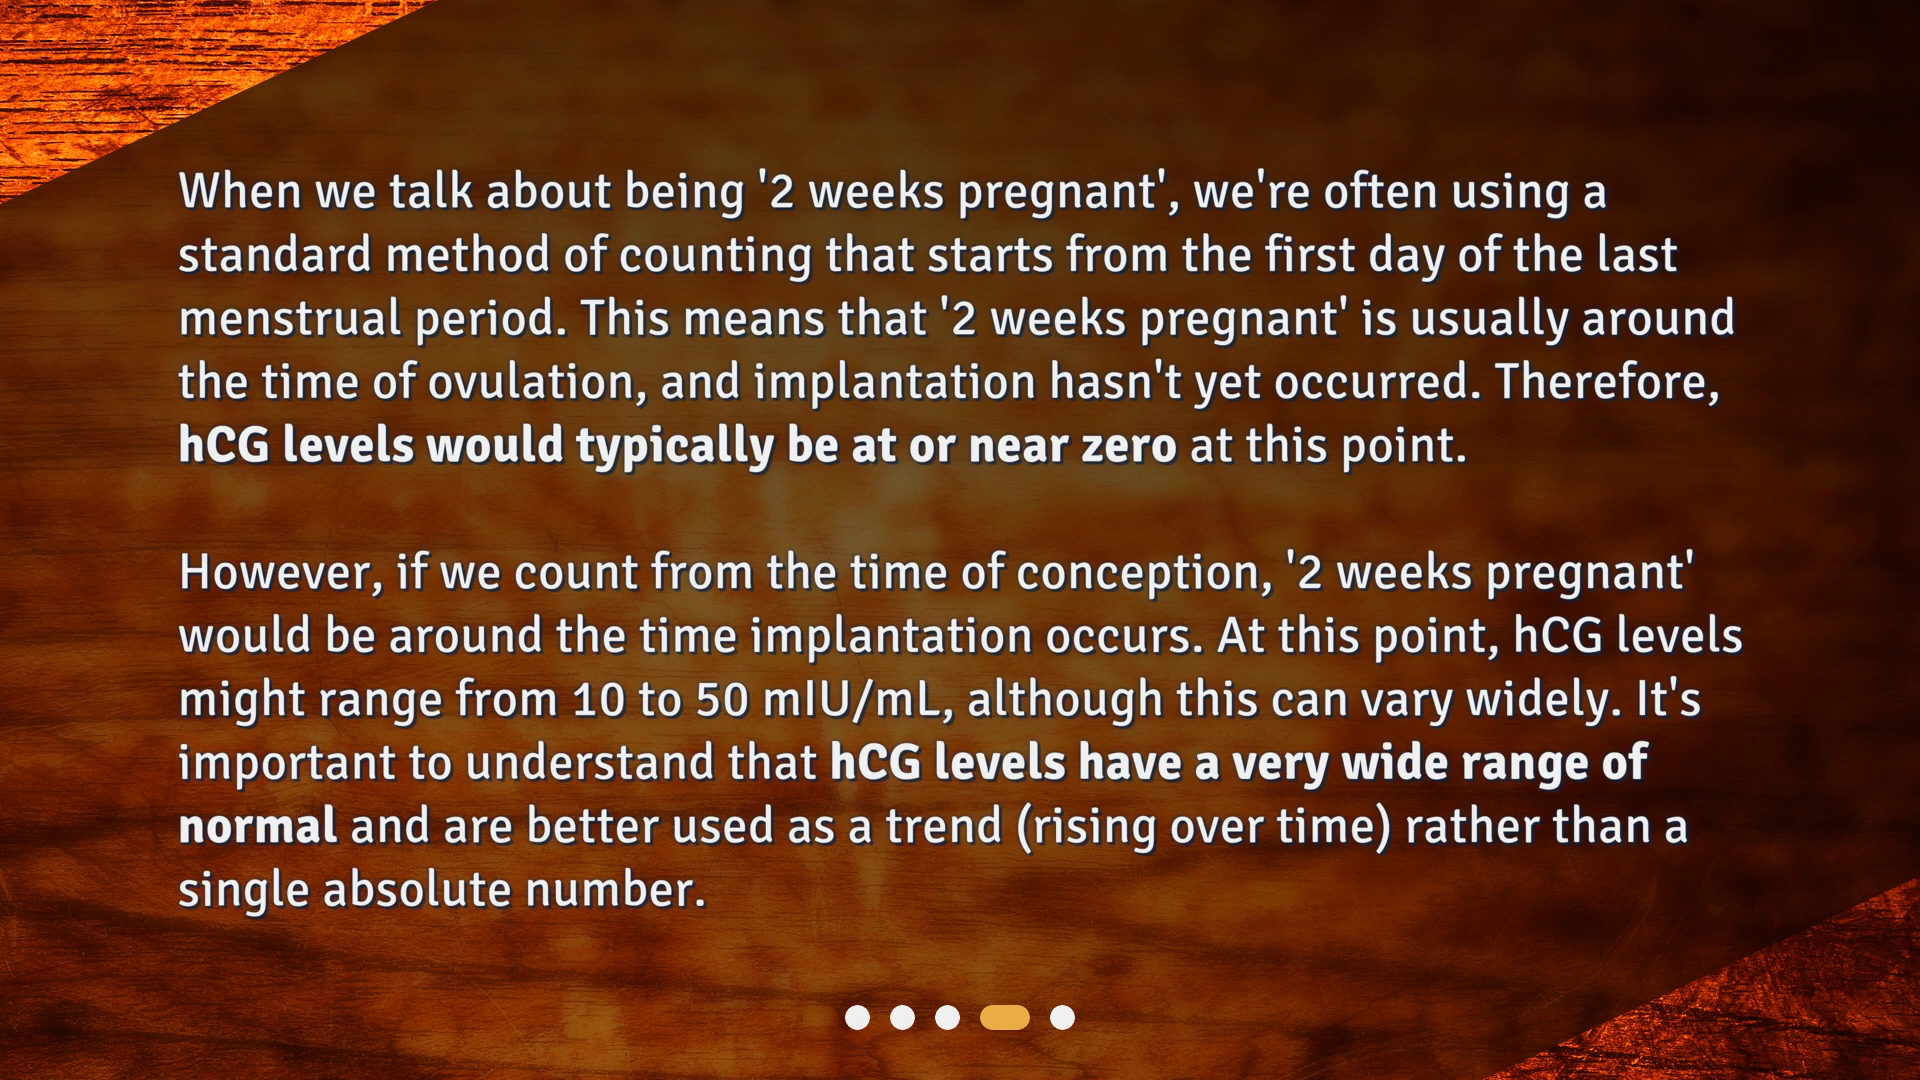 When we talk about being '2 weeks pregnant', we're often using a
standard method of counting that starts from the first day of the last
menstrual period. This means that '2 weeks pregnant' is usually around
the time of ovulation, and implantation hasn't yet occurred. Therefore,
hCG levels would typically be at or near zero at this point.
However, if we count from the time of conception, '2 weeks pregnant'
would be around the time implantation occurs. At this point, hCG levels
might range from 10 to 50 mIU/mL, although this can vary widely. It's
important to understand that hCG levels have a very wide range of
normal and are better used as a trend (rising over time) rather than a
single absolute number.